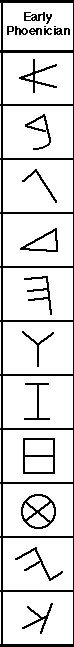 Early
Phoenician
𐤀
𐤁
𐤂
𐤃
𐤄
𐤅
𐤆
𐤇
𐤈
𐤉
𐤊